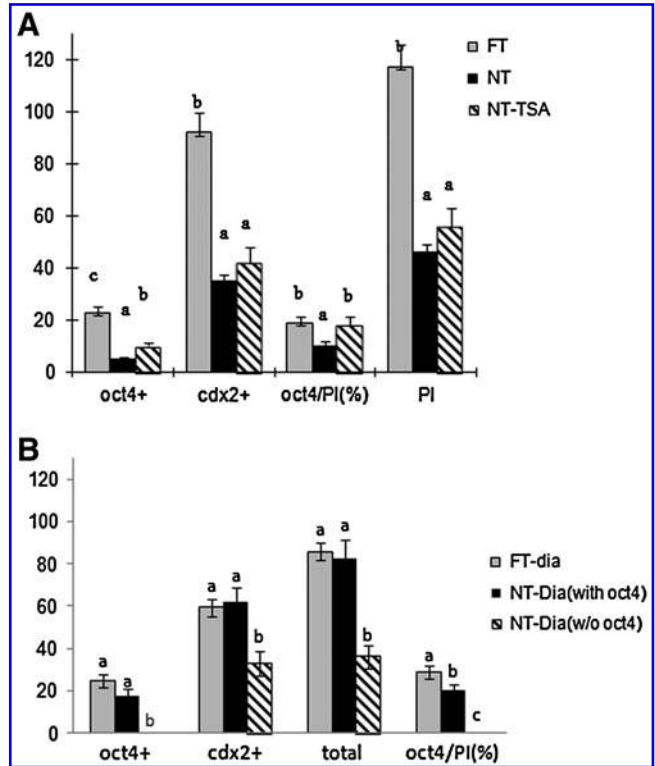 A
FT
NT
NT-TSA
120
100
80
60
40
20
0
c a b
b a a
b a b
b a a
oct4+ cdx2+ oct4/PI(%) PI
B
FT-dia
NT-Dia(with oct4)
NT-Dia(w/o oct4)
120
100
80
60
40
20
0
a a b
a a b
a a b
a b c
oct4+ cdx2+ total oct4/PI(%)